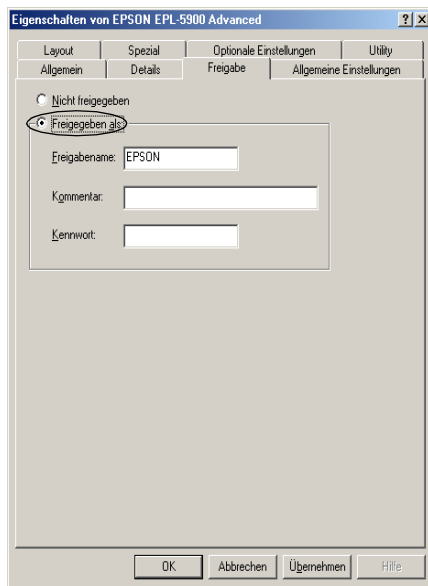 Eigenschaften von EPSON EPL-5900 Advanced
Layout Spezial Optionale Einstellungen Utility
Allgemein Details Freigabe Allgemeine Einstellungen
Nicht freigegeben
Freigegeben als
Freigabename: EPSON
Kommentar:
Kennwort:
OK Abbrechen Übernehmen Hilfe